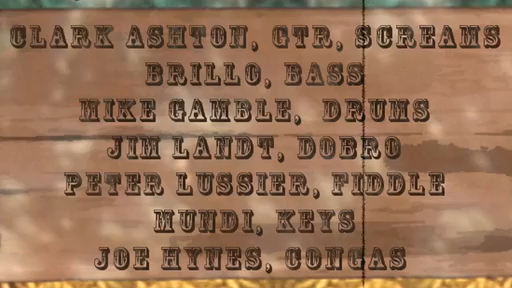 CLARK ASHTON, GTR, SCREAMS
BRILLO, BASS
MIKE GAMBLE, DRUMS
JIM LANDT, DOBRO
PETER LUSSIER, FIDDLE
MUNDI, KEYS
JOE HYNES, CONGAS